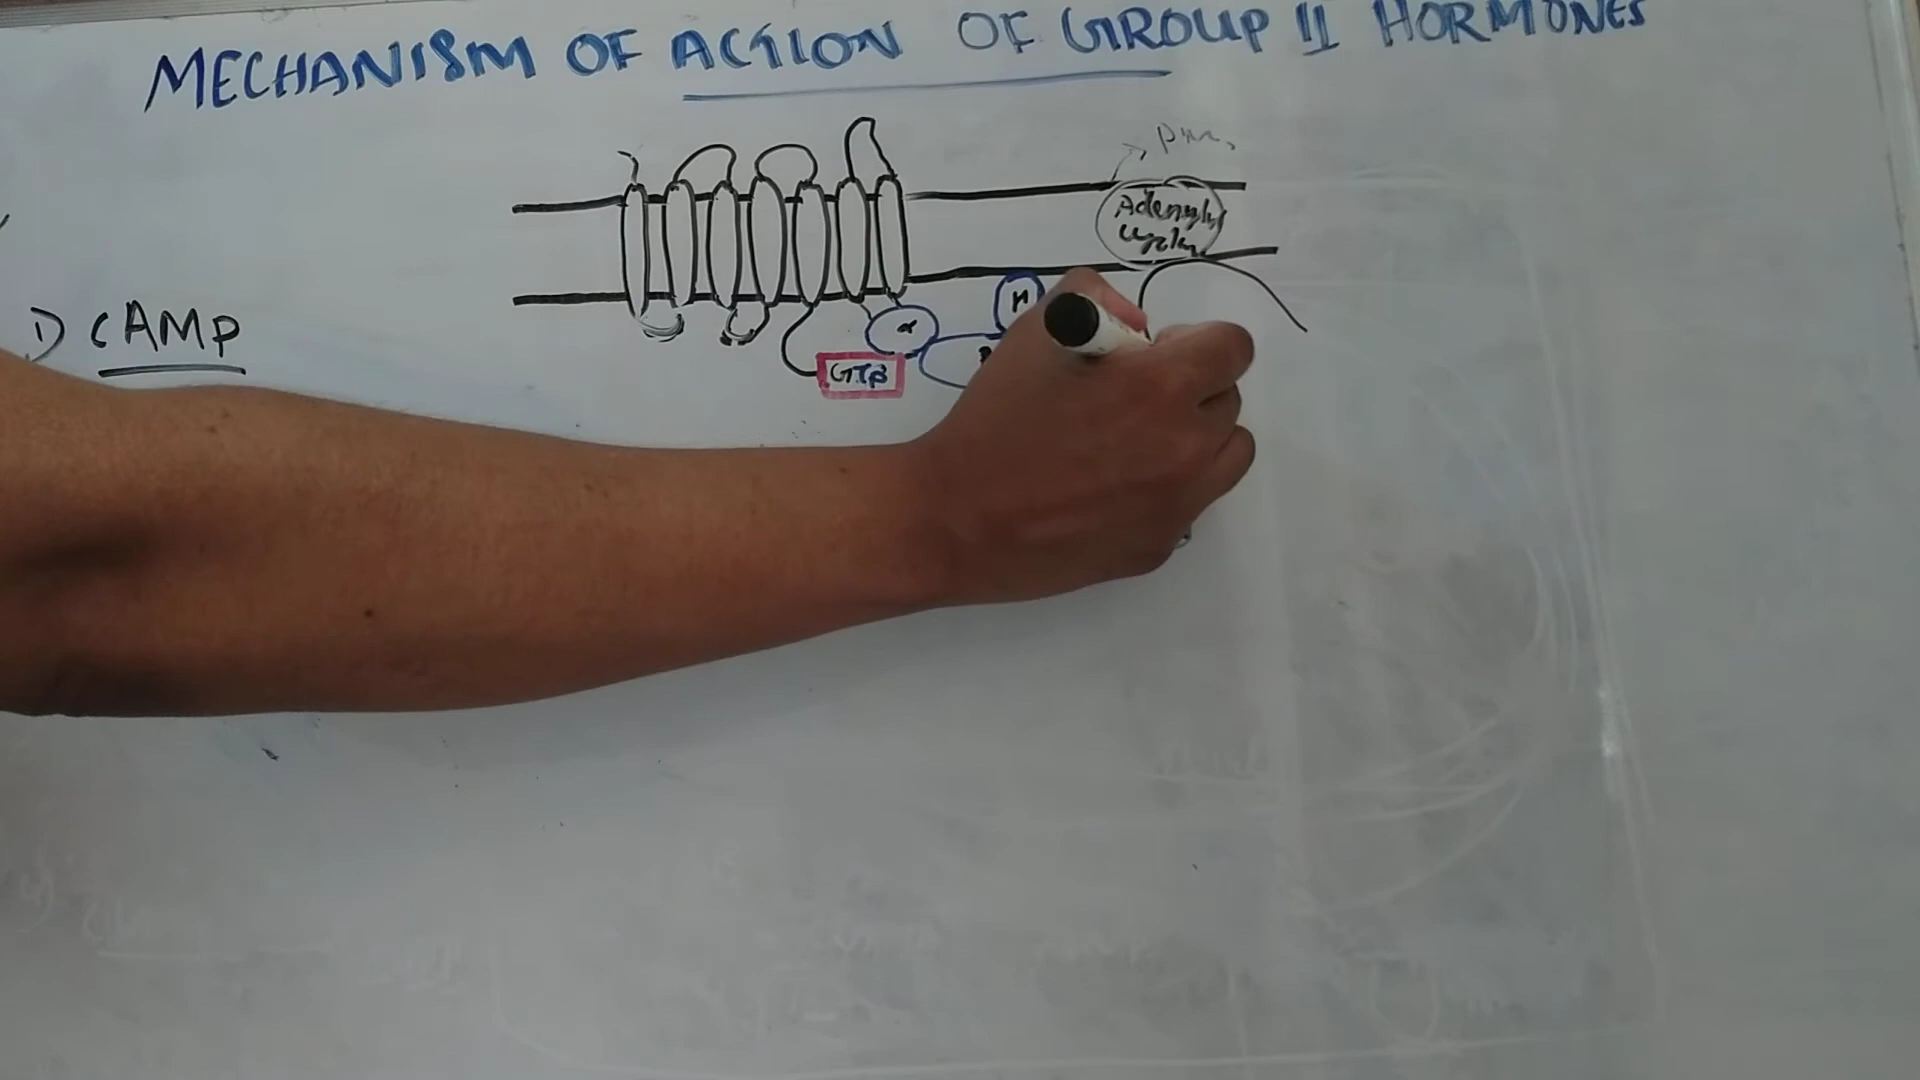 MECHANISM OF ACTION OF GROUP II HORMONES
Adenylyl
cyclase
γ
1) CAMP
α
GTP